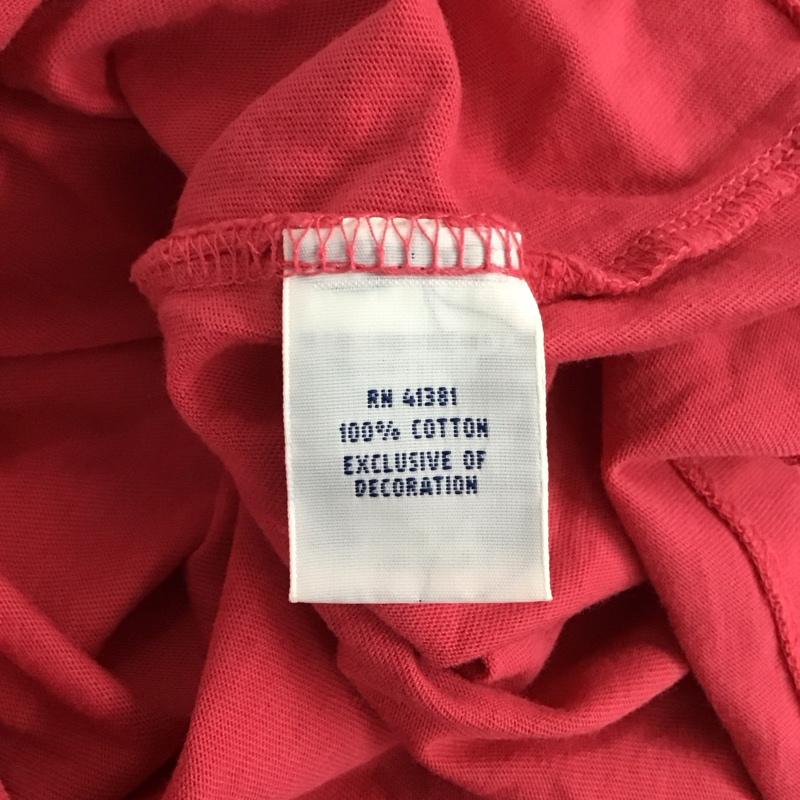 RN 41381
100% COTTON
EXCLUSIVE OF
DECORATION